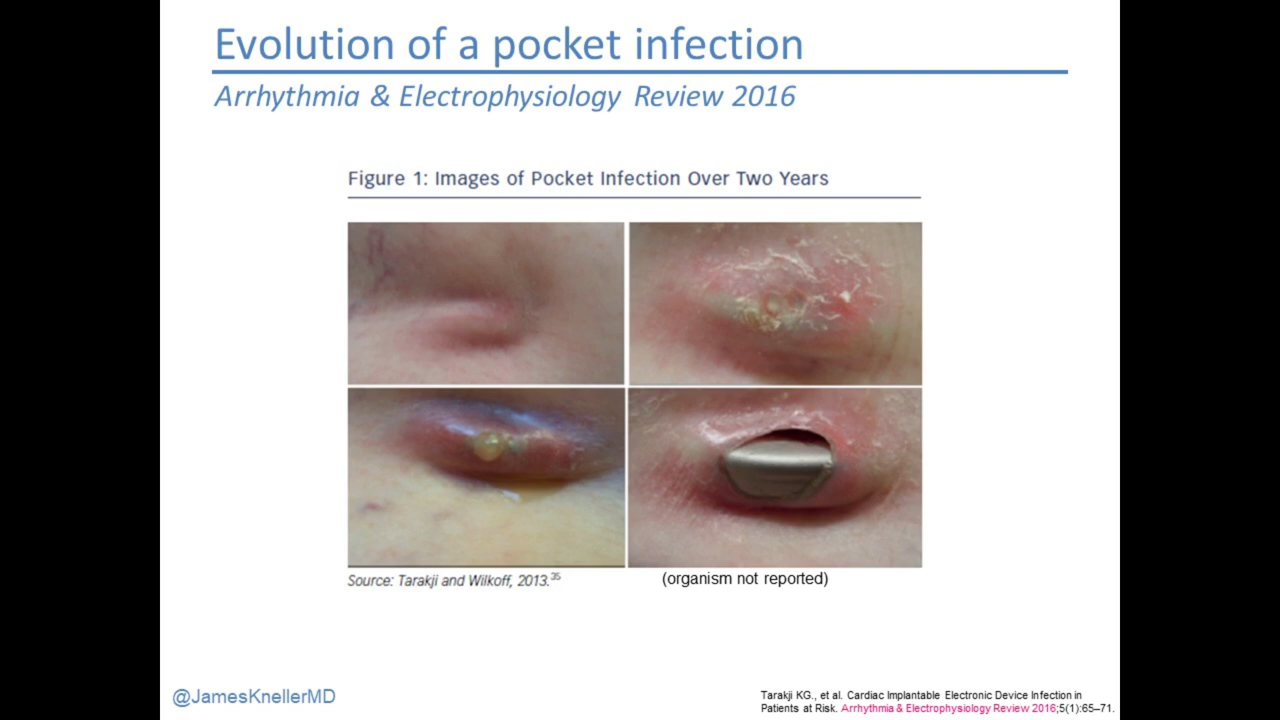 Evolution of a pocket infection
Arrhythmia & Electrophysiology Review 2016
Figure 1: Images of Pocket Infection Over Two Years
Source: Tarakji and Wilkoff, 2013.35
(organism not reported)
@JamesKnellerMD
Tarakji KG., et al. Cardiac Implantable Electronic Device Infection in
Patients at Risk. Arrhythmia & Electrophysiology Review 2016;5(1):65–71.